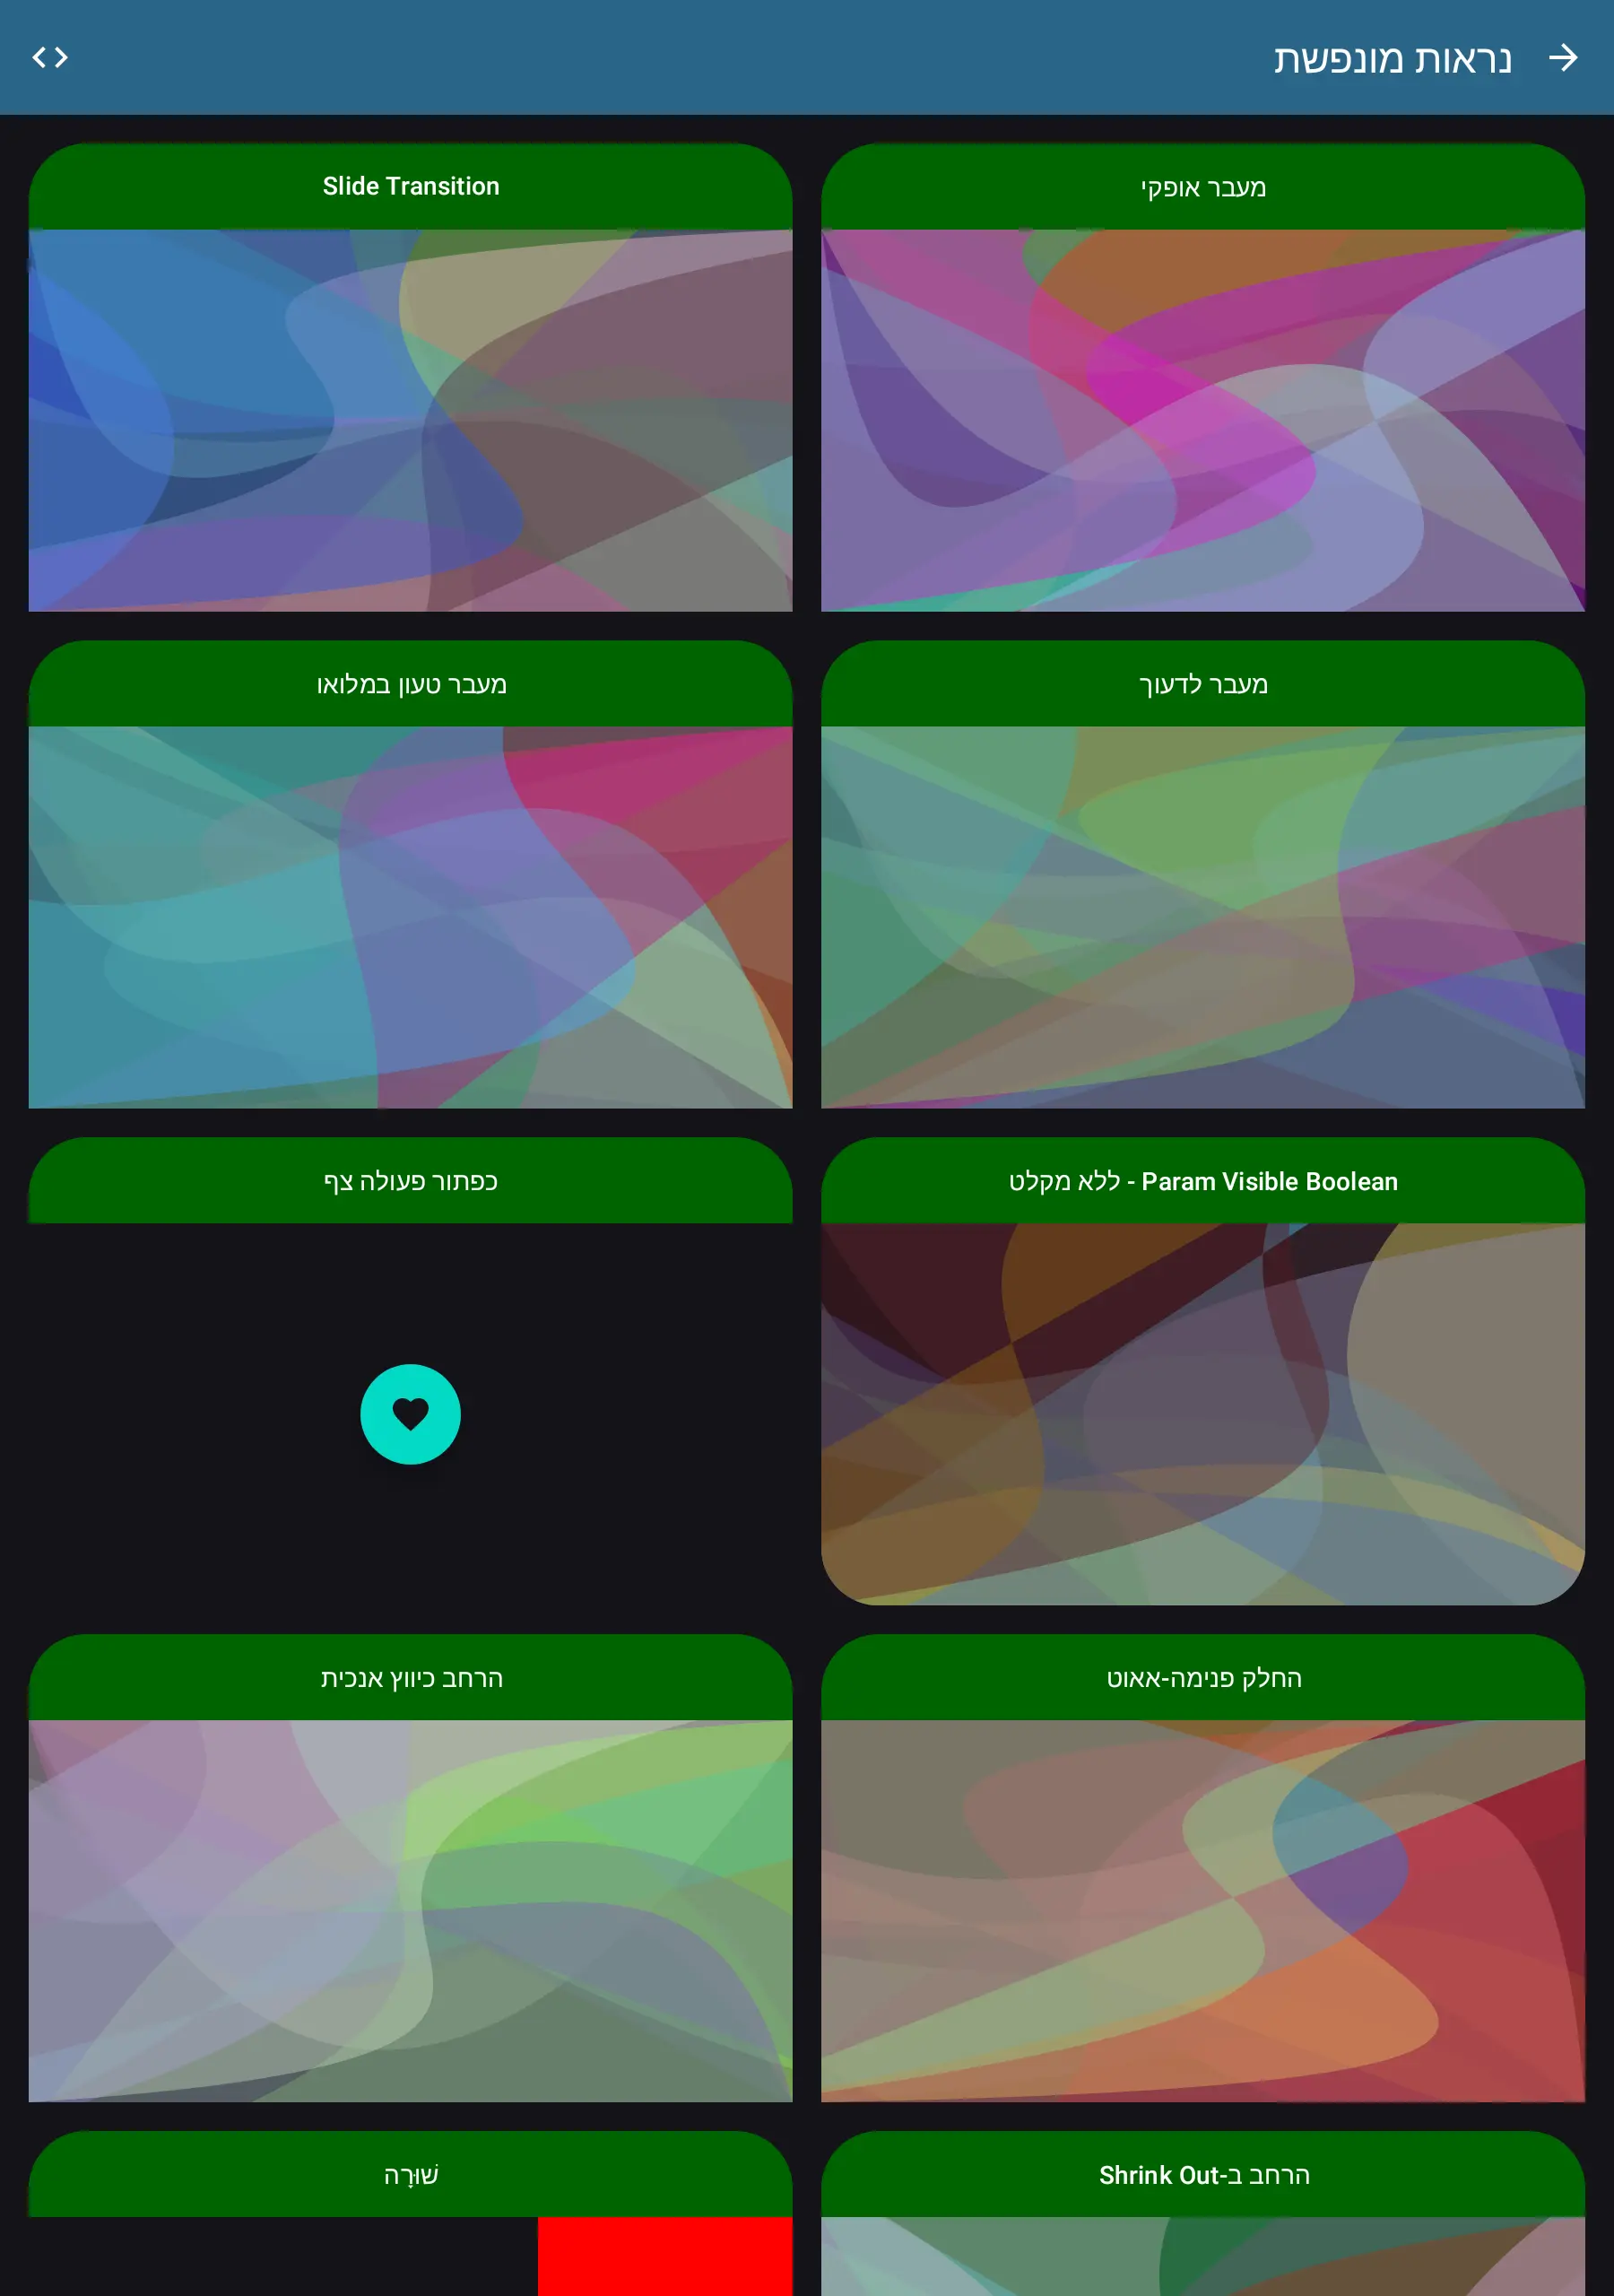 נראות מונפשת
מעבר אופקי
Slide Transition
מעבר לדעוך
מעבר טעון במלואו
Param Visible Boolean - ללא מקלט
כפתור פעולה צף
החלק פנימה-אאוט
הרחב כיווץ אנכית
הרחב ב-Shrink Out
שׁוּרָה